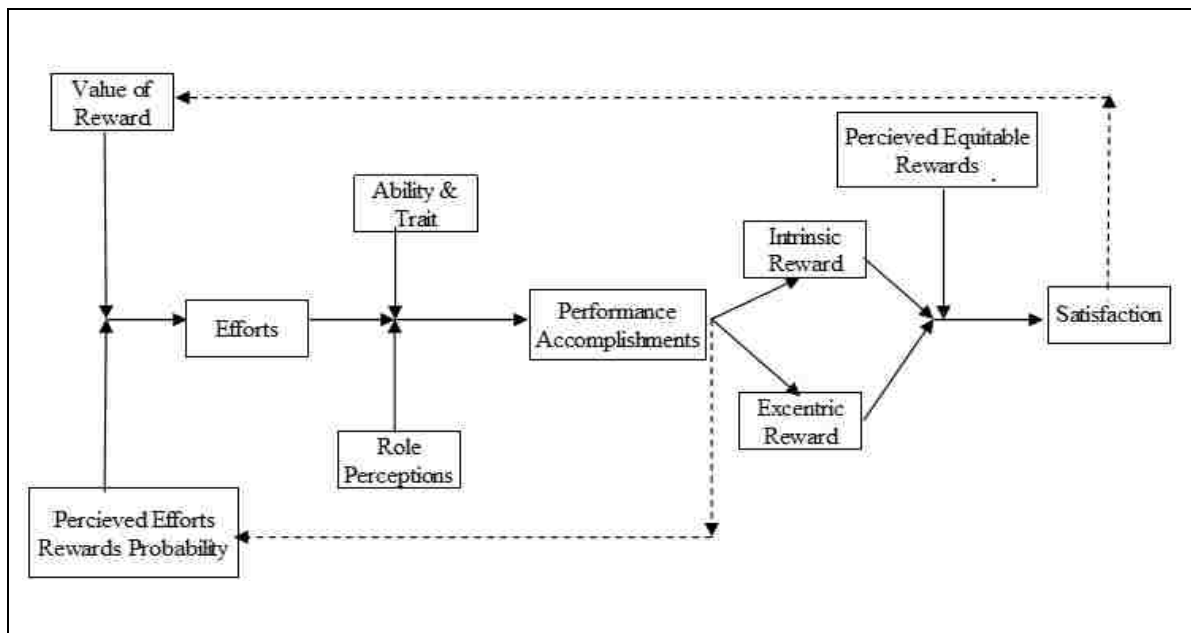 Value of
Reward
Percieved Equitable
Rewards
Ability &
Trait
Intrinsic
Reward
Efforts
Performance
Accomplishments
Satisfaction
Excentric
Reward
Role
Perceptions
Percieved Efforts
Rewards Probability